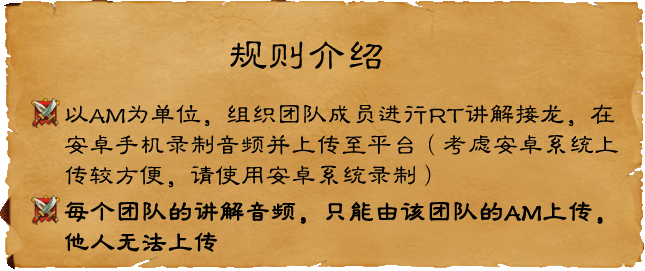 规则介绍
以AM为单位，组织团队成员进行RT讲解接龙，在
安卓手机录制音频并上传至平台（考虑安卓系统上
传较方便，请使用安卓系统录制）
每个团队的讲解音频，只能由该团队的AM上传，
他人无法上传